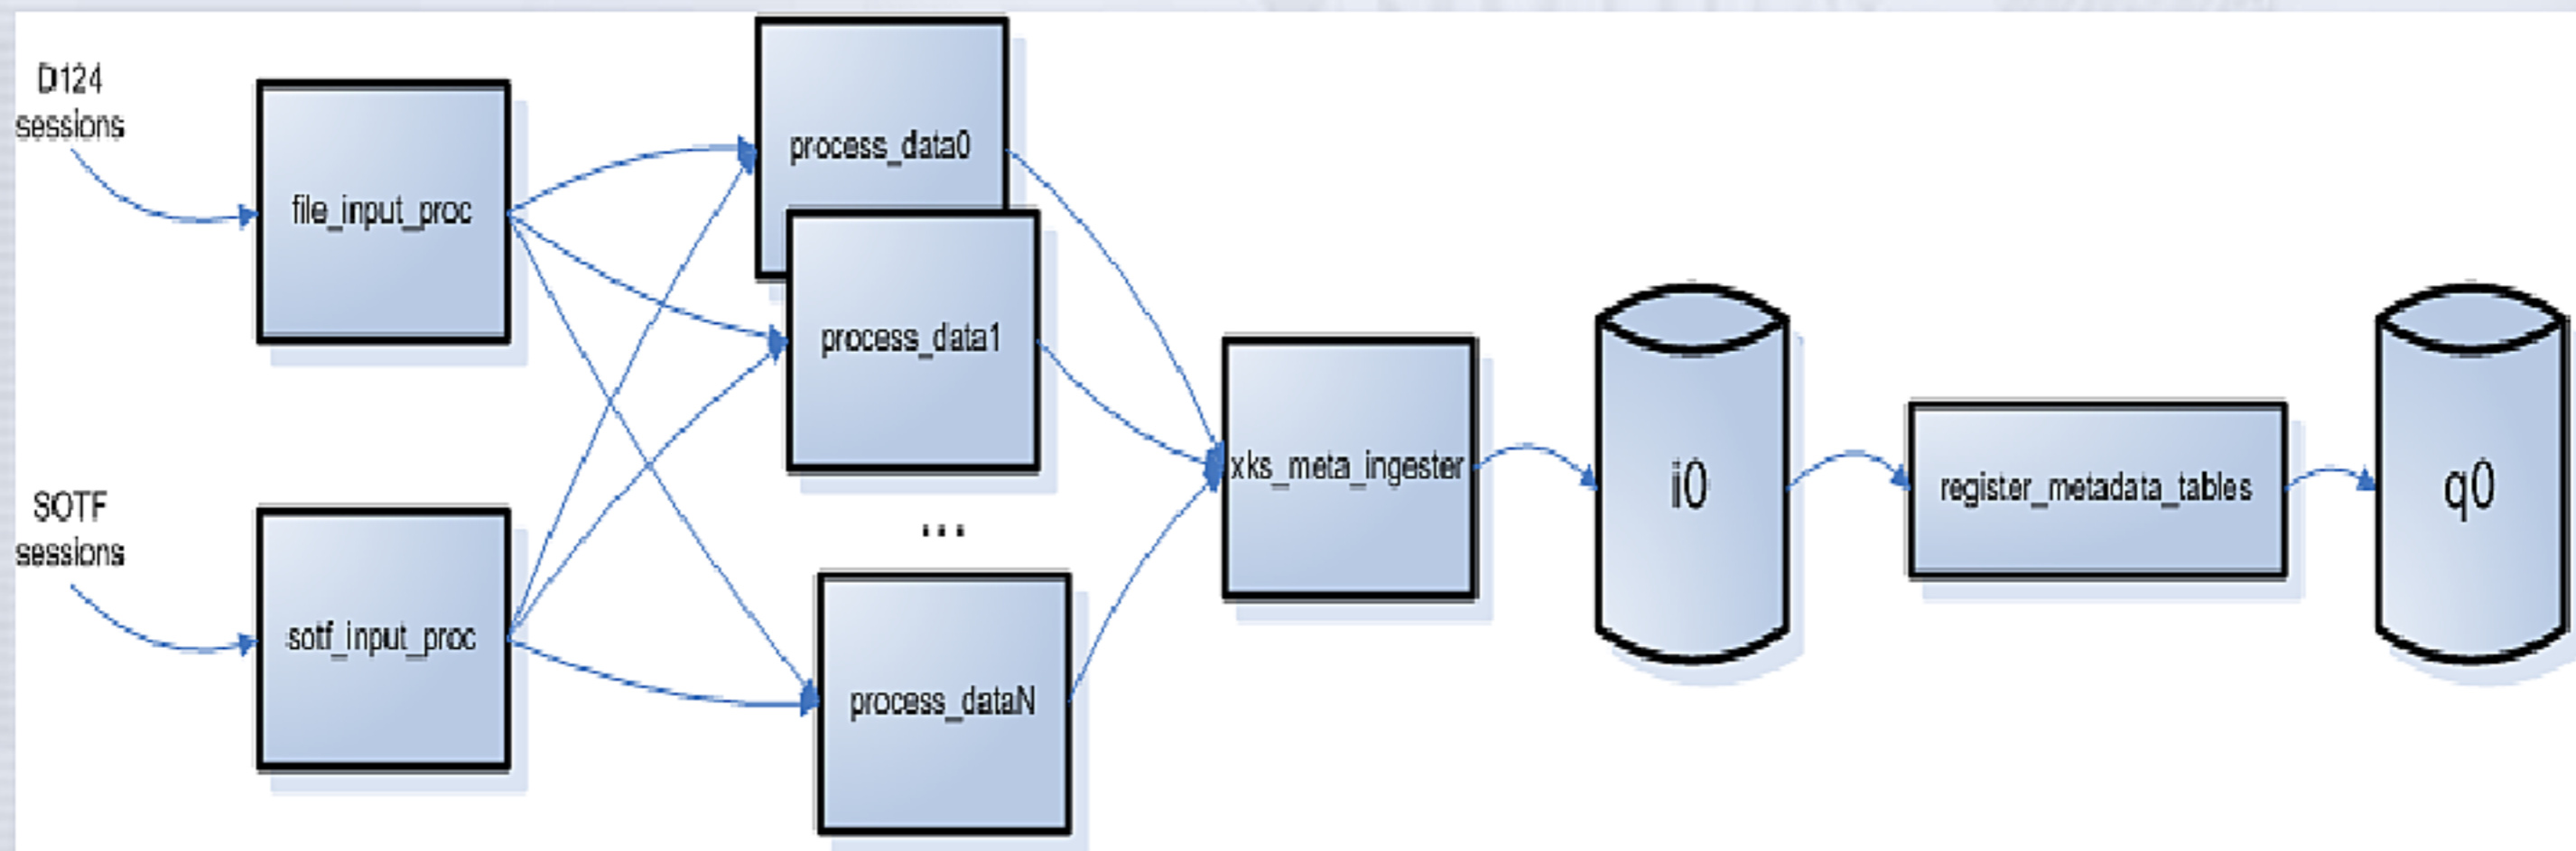 D124
sessions
file_input_proc
process_data0
process_data1
SOTF
sessions
sotf_input_proc
...
process_dataN
xks_meta_ingester
i0
register_metadata_tables
q0